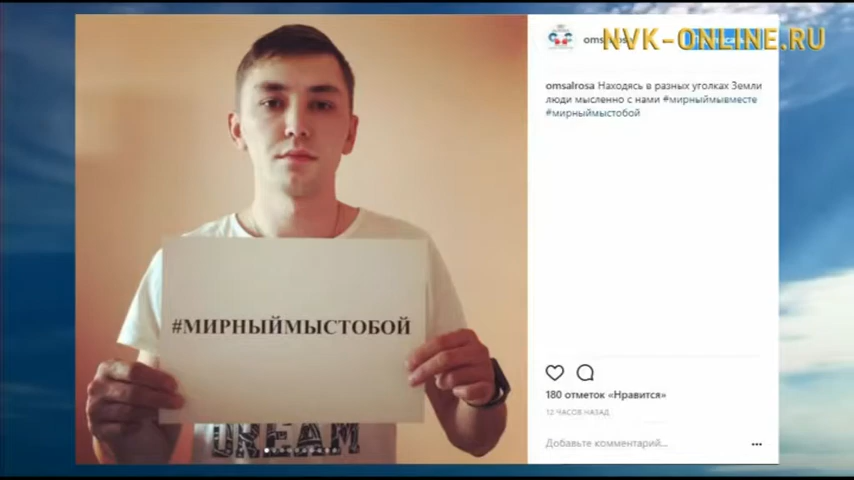 NVK-ONLINE.RU
omsalrosa Находясь в разных уголках Земли
люди мысленно с нами #мирныймывместе
#мирныймыстобой
#МИРНЫЙМЫСТОБОЙ
DREAM
180 отметок «Нравится»
12 ЧАСОВ НАЗАД
Добавьте комментарий...